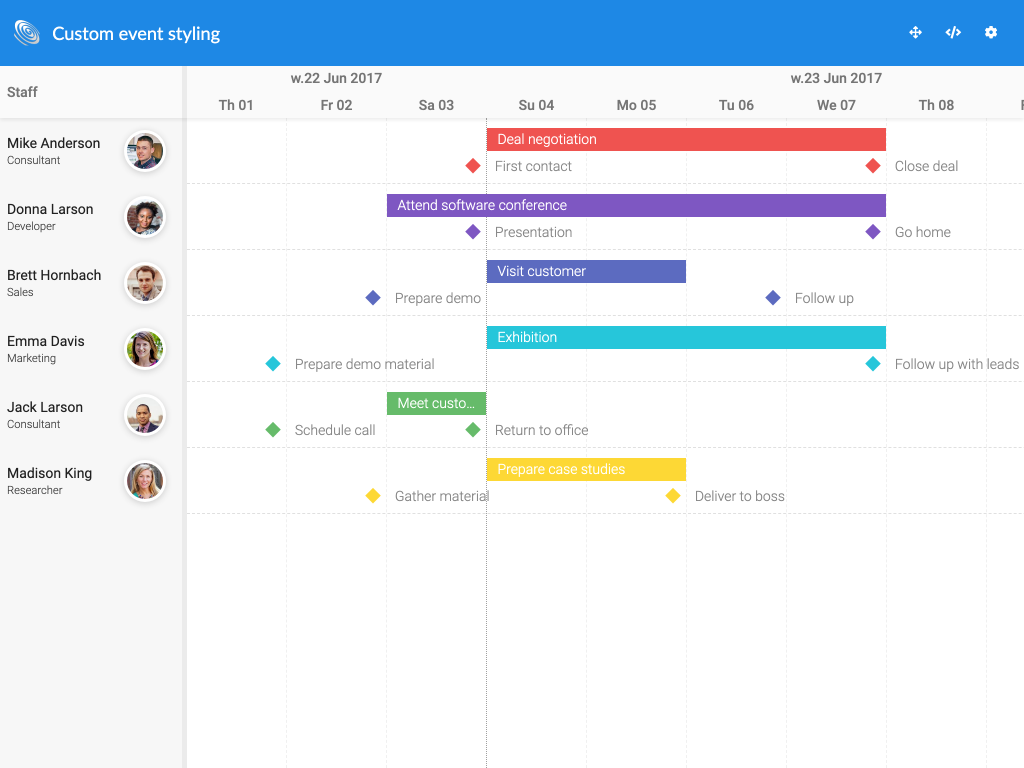 Custom event styling
Staff
w.22 Jun 2017
w.23 Jun 2017
Th 01
Fr 02
Sa 03
Su 04
Mo 05
Tu 06
We 07
Th 08
Mike Anderson
Consultant
Deal negotiation
First contact
Close deal
Donna Larson
Developer
Attend software conference
Presentation
Go home
Brett Hornbach
Sales
Visit customer
Prepare demo
Follow up
Emma Davis
Marketing
Exhibition
Prepare demo material
Follow up with leads
Jack Larson
Consultant
Meet custo...
Schedule call
Return to office
Madison King
Researcher
Prepare case studies
Gather material
Deliver to boss